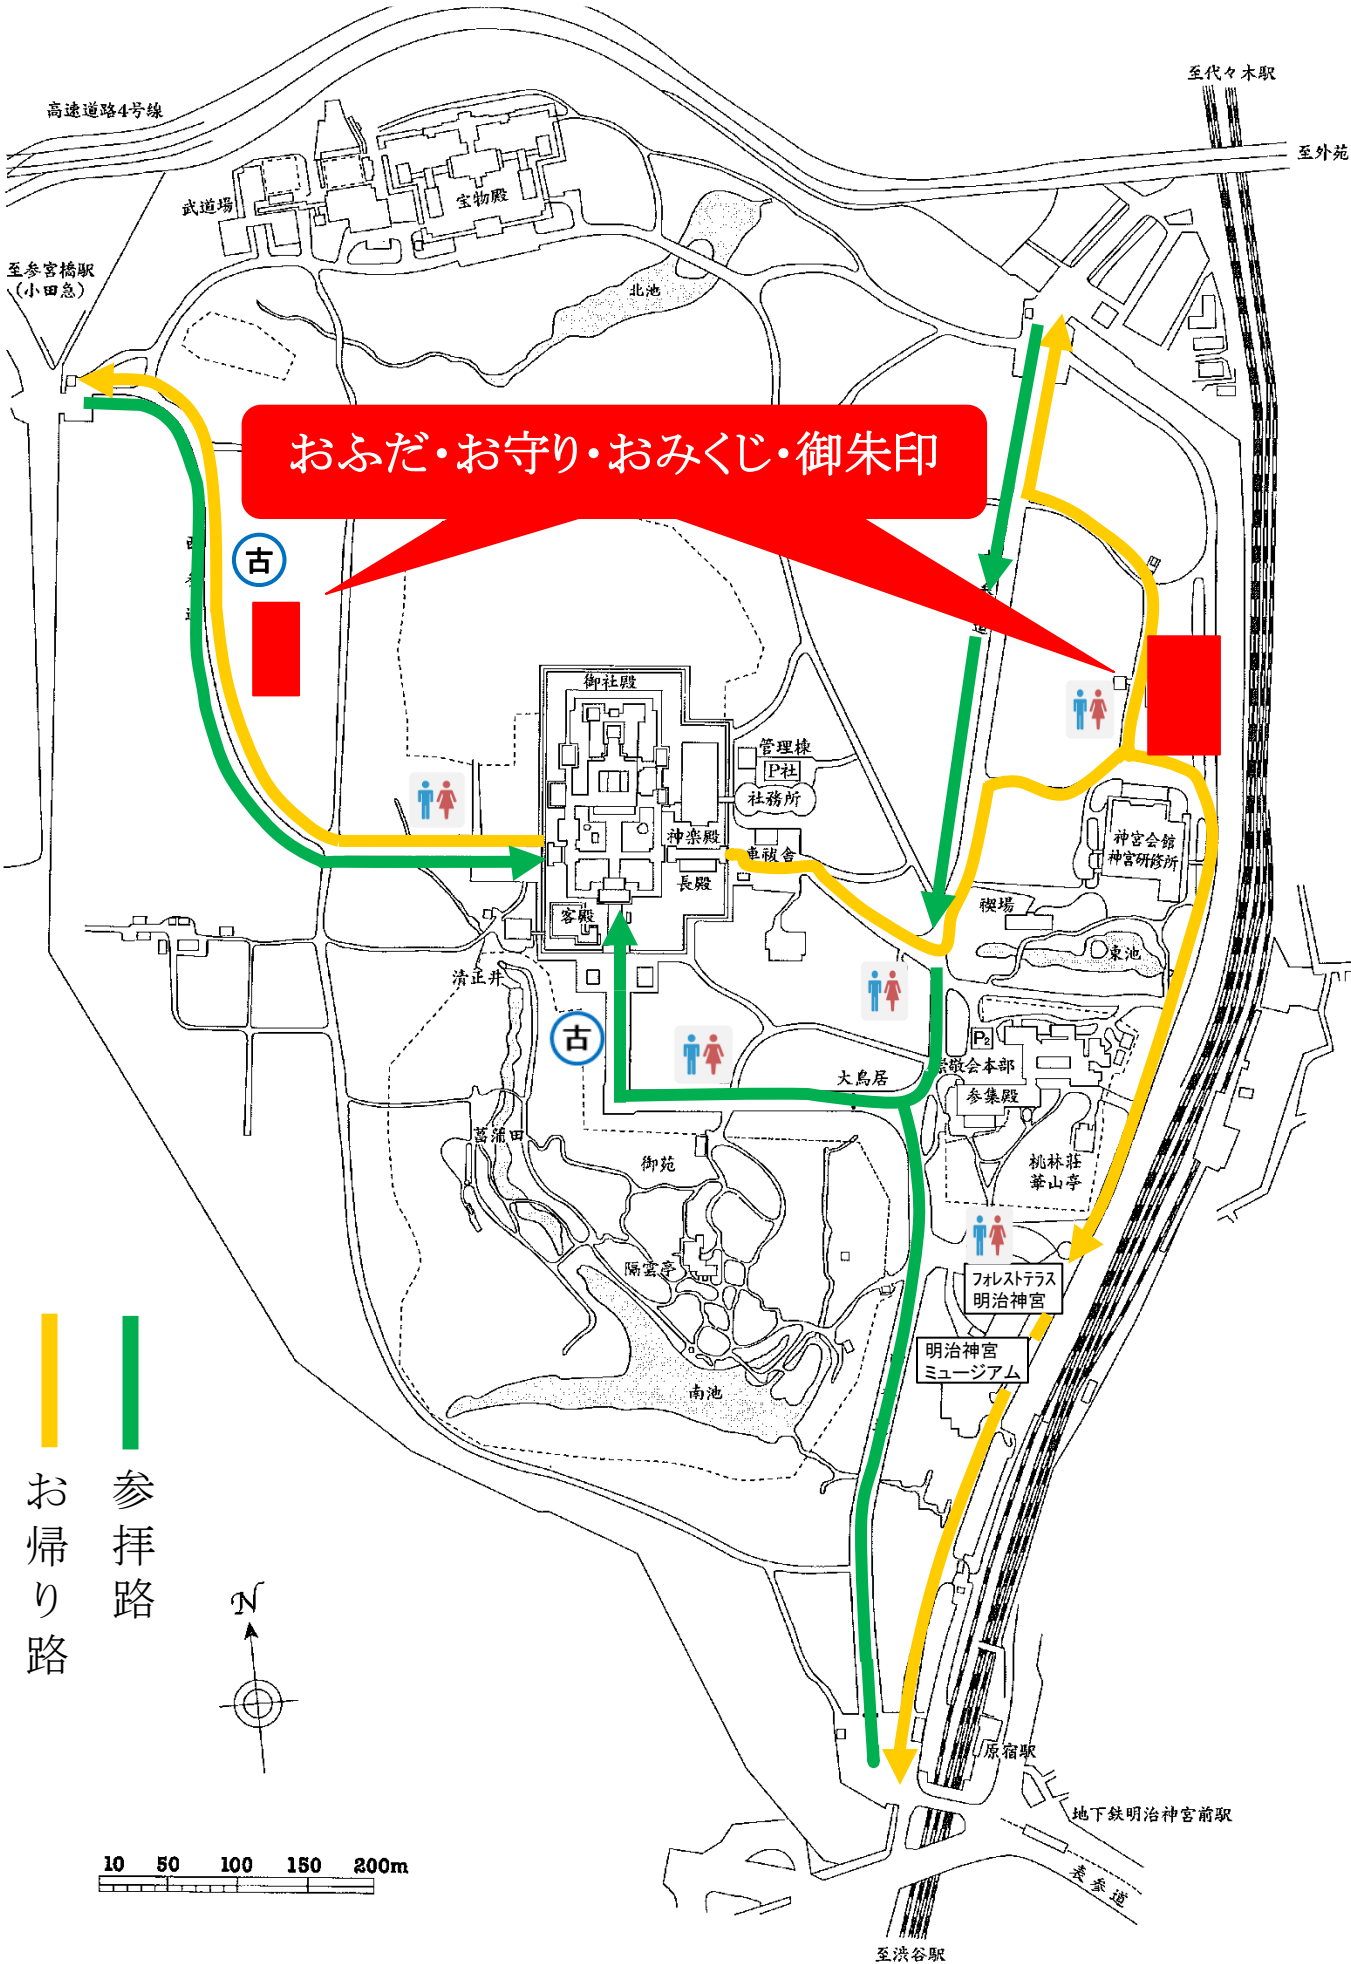 至代々木駅
高速道路4号線
至外苑
宝物殿
武道場
至参宮橋駅
(小田急)
北池
おふだ・お守り・おみくじ・御朱印
古
御社殿
管理棟
P社
社務所
神楽殿
車祓舎
長殿
神宮会館
神宮研修所
客殿
禊場
東池
清正井
古
P2
崇敬会本部
大鳥居
参集殿
菖蒲田
御苑
桃林荘
華山亭
隔雲亭
フォレストテラス
明治神宮
明治神宮
ミュージアム
南池
参拝路
お帰り路
N
原宿駅
地下鉄明治神宮前駅
10 50 100 150 200m
表参道
至渋谷駅